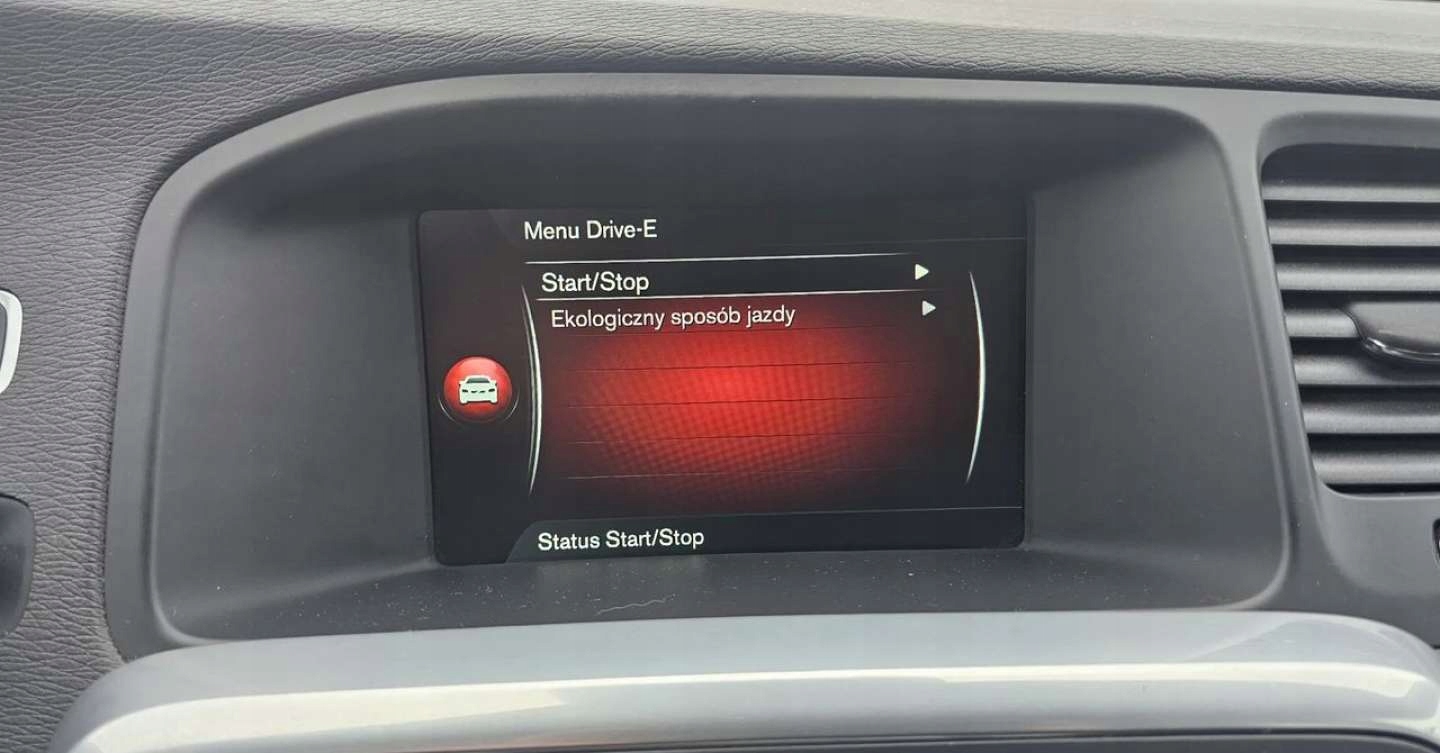 Menu Drive-E
Start/Stop
Ekologiczny sposób jazdy
Status Start/Stop